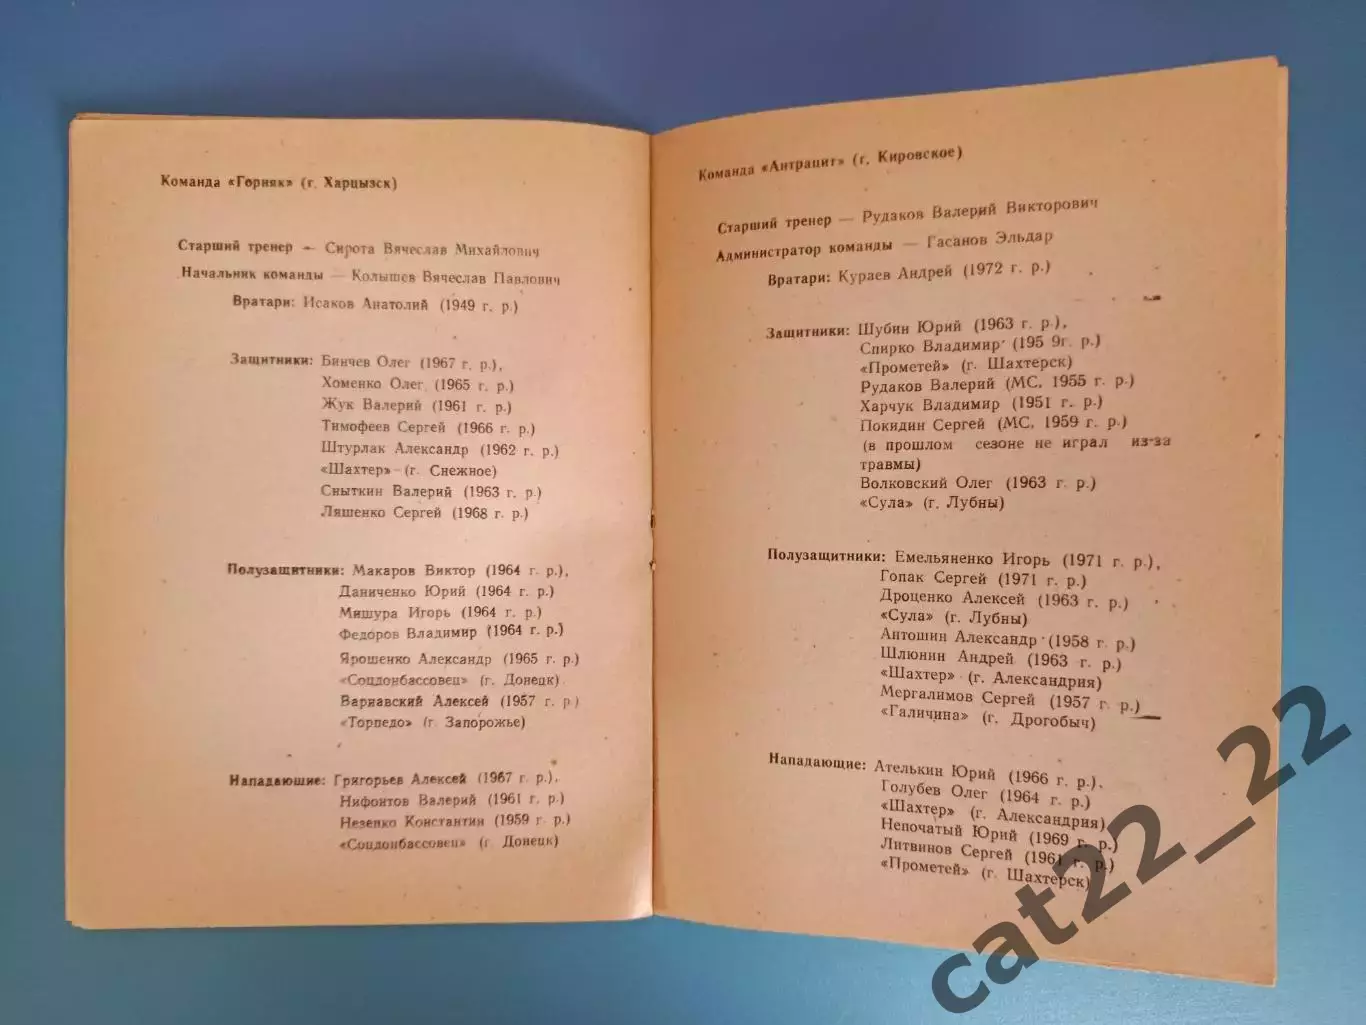 Команда «Горняк» (г. Харцызск)
Старший тренер — Сирота Вячеслав Михайлович
Начальник команды — Колышев Вячеслав Павлович
Вратари: Исаков Анатолий (1949 г. р.)
Защитники: Бинчев Олег (1967 г. р.),
Хоменко Олег (1965 г. р.)
Жук Валерий (1961 г. р.)
Тимофеев Сергей (1966 г. р.)
Штурлак Александр (1962 г. р.)
«Шахтер» (г. Снежное)
Сныткин Валерий (1963 г. р.)
Ляшенко Сергей (1968 г. р.)
Полузащитники: Макаров Виктор (1964 г. р.),
Даниченко Юрий (1964 г. р.)
Мишура Игорь (1964 г. р.)
Федоров Владимир (1964 г. р.)
Ярошенко Александр (1965 г. р.)
«Соцдонбассовец» (г. Донецк)
Варнавский Алексей (1957 г. р.)
«Торпедо» (г. Запорожье)
Нападающие: Григорьев Алексей (1967 г. р.),
Нифонтов Валерий (1961 г. р.)
Незенко Константин (1959 г. р.)
«Соцдонбассовец» (г. Донецк)
Команда «Антрацит» (г. Кировское)
Старший тренер — Рудаков Валерий Викторович
Администратор команды — Гасанов Эльдар
Вратари: Кураев Андрей (1972 г. р.)
Защитники: Шубин Юрий (1963 г. р.),
Спирко Владимир (195 9г. р.)
«Прометей» (г. Шахтерск)
Рудаков Валерий (МС, 1955 г. р.)
Харчук Владимир (1951 г. р.)
Покидин Сергей (МС, 1959 г. р.)
(в прошлом сезоне не играл из-за
травмы)
Волковский Олег (1963 г. р.)
«Сула» (г. Лубны)
Полузащитники: Емельяненко Игорь (1971 г. р.),
Гопак Сергей (1971 г. р.)
Дроценко Алексей (1963 г. р.)
«Сула» (г. Лубны)
Антошин Александр (1958 г. р.)
Шлюнин Андрей (1963 г. р.)
«Шахтер» (г. Александрия)
Мергалимов Сергей (1957 г. р.)
«Галичина» (г. Дрогобыч)
Нападающие: Ателькин Юрий (1966 г. р.),
Голубев Олег (1964 г. р.)
«Шахтер» (г. Александрия)
Непочатый Юрий (1969 г. р.)
Литвинов Сергей (1961 г. р.)
«Прометей» (г. Шахтерск)
cat22_22